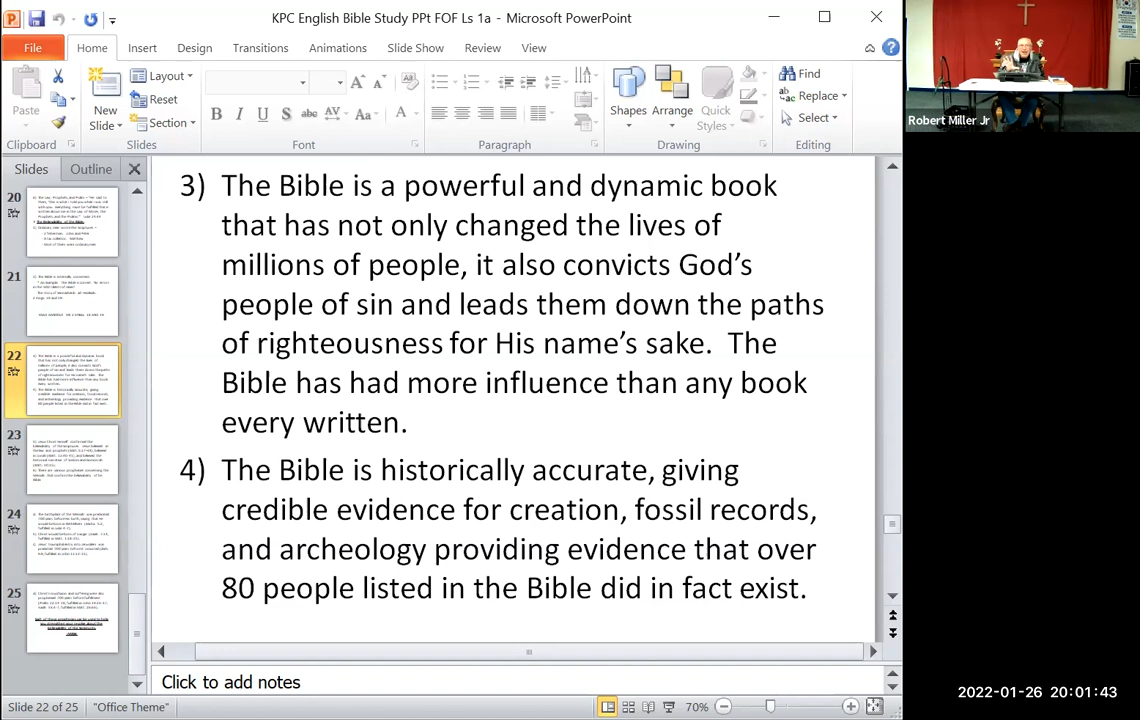 KPC English Bible Study PPt FOF Ls 1a - Microsoft PowerPoint
File Home Insert Design Transitions Animations Slide Show Review View
Paste
New
Slide
Layout
Reset
Section
Shapes Arrange Quick
Styles
Find
Replace
Select
Clipboard Slides Font Paragraph Drawing Editing
Slides Outline
20
21
22
23
24
25
3) The Bible is a powerful and dynamic book
that has not only changed the lives of
millions of people, it also convicts God's
people of sin and leads them down the paths
of righteousness for His name's sake. The
Bible has had more influence than any book
every written.
4) The Bible is historically accurate, giving
credible evidence for creation, fossil records,
and archeology providing evidence that over
80 people listed in the Bible did in fact exist.
Click to add notes
Slide 22 of 25 "Office Theme" 70%
Robert Miller Jr
2022-01-26 20:01:43